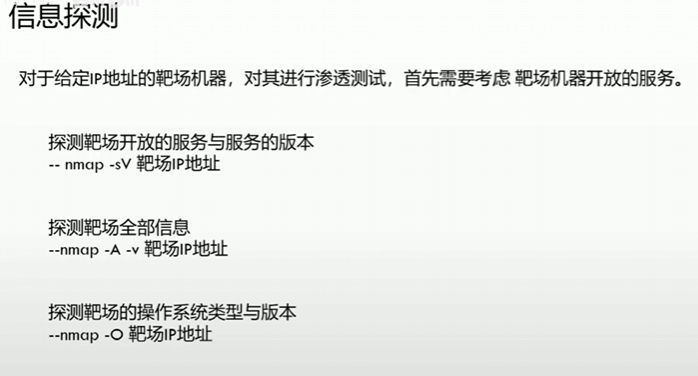 信息探测
对于给定IP地址的靶场机器，对其进行渗透测试，首先需要考虑 靶场机器开放的服务。
探测靶场开放的服务与服务的版本
-- nmap -sV 靶场IP地址
探测靶场全部信息
--nmap -A -v 靶场IP地址
探测靶场的操作系统类型与版本
--nmap -O 靶场IP地址